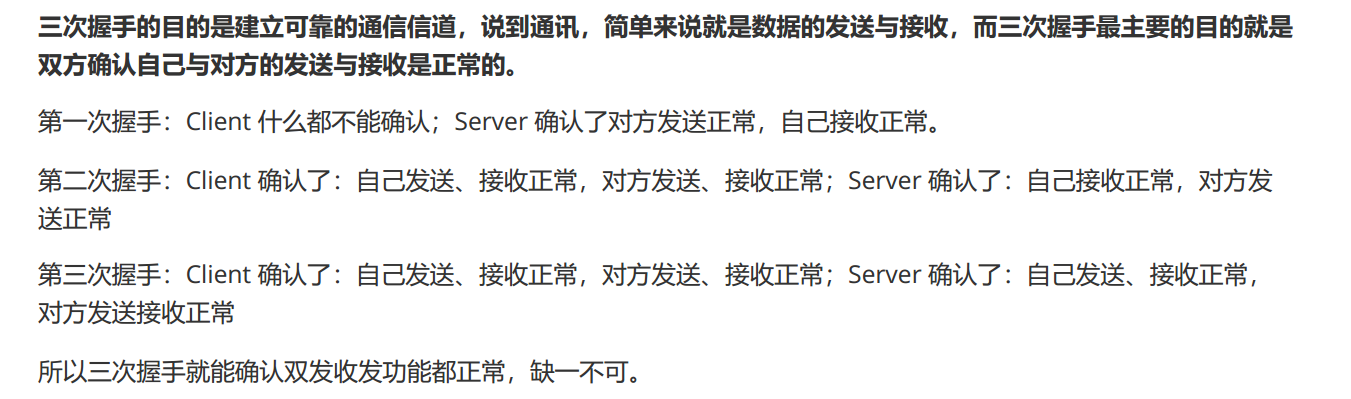 三次握手的目的是建立可靠的通信信道，说到通讯，简单来说就是数据的发送与接收，而三次握手最主要的目的就是
双方确认自己与对方的发送与接收是正常的。
第一次握手：Client 什么都不能确认；Server 确认了对方发送正常，自己接收正常。
第二次握手：Client 确认了：自己发送、接收正常，对方发送、接收正常；Server 确认了：自己接收正常，对方发
送正常
第三次握手：Client 确认了：自己发送、接收正常，对方发送、接收正常；Server 确认了：自己发送、接收正常，
对方发送接收正常
所以三次握手就能确认双发收发功能都正常，缺一不可。